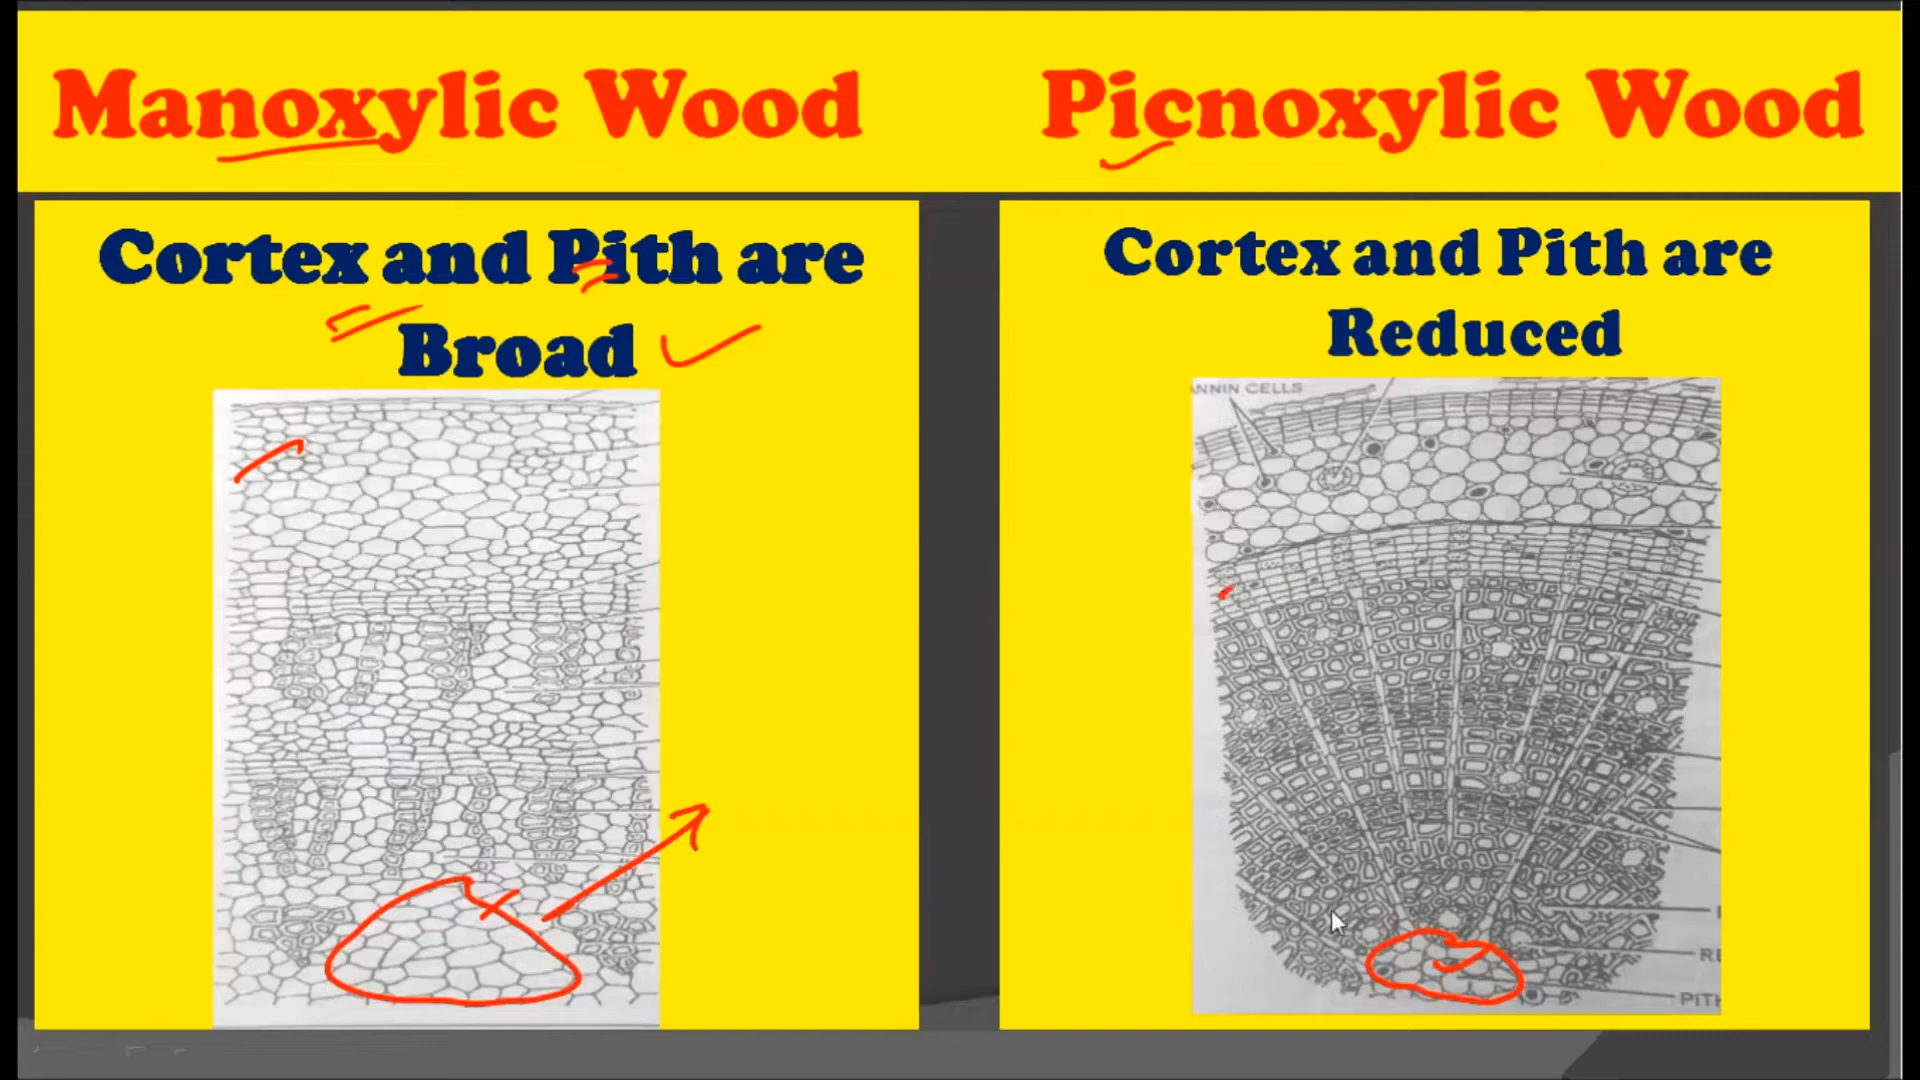 Manoxylic Wood
Picnoxylic Wood
Cortex and Pith are
Broad
Cortex and Pith are
Reduced
ANNIN CELLS
PITH